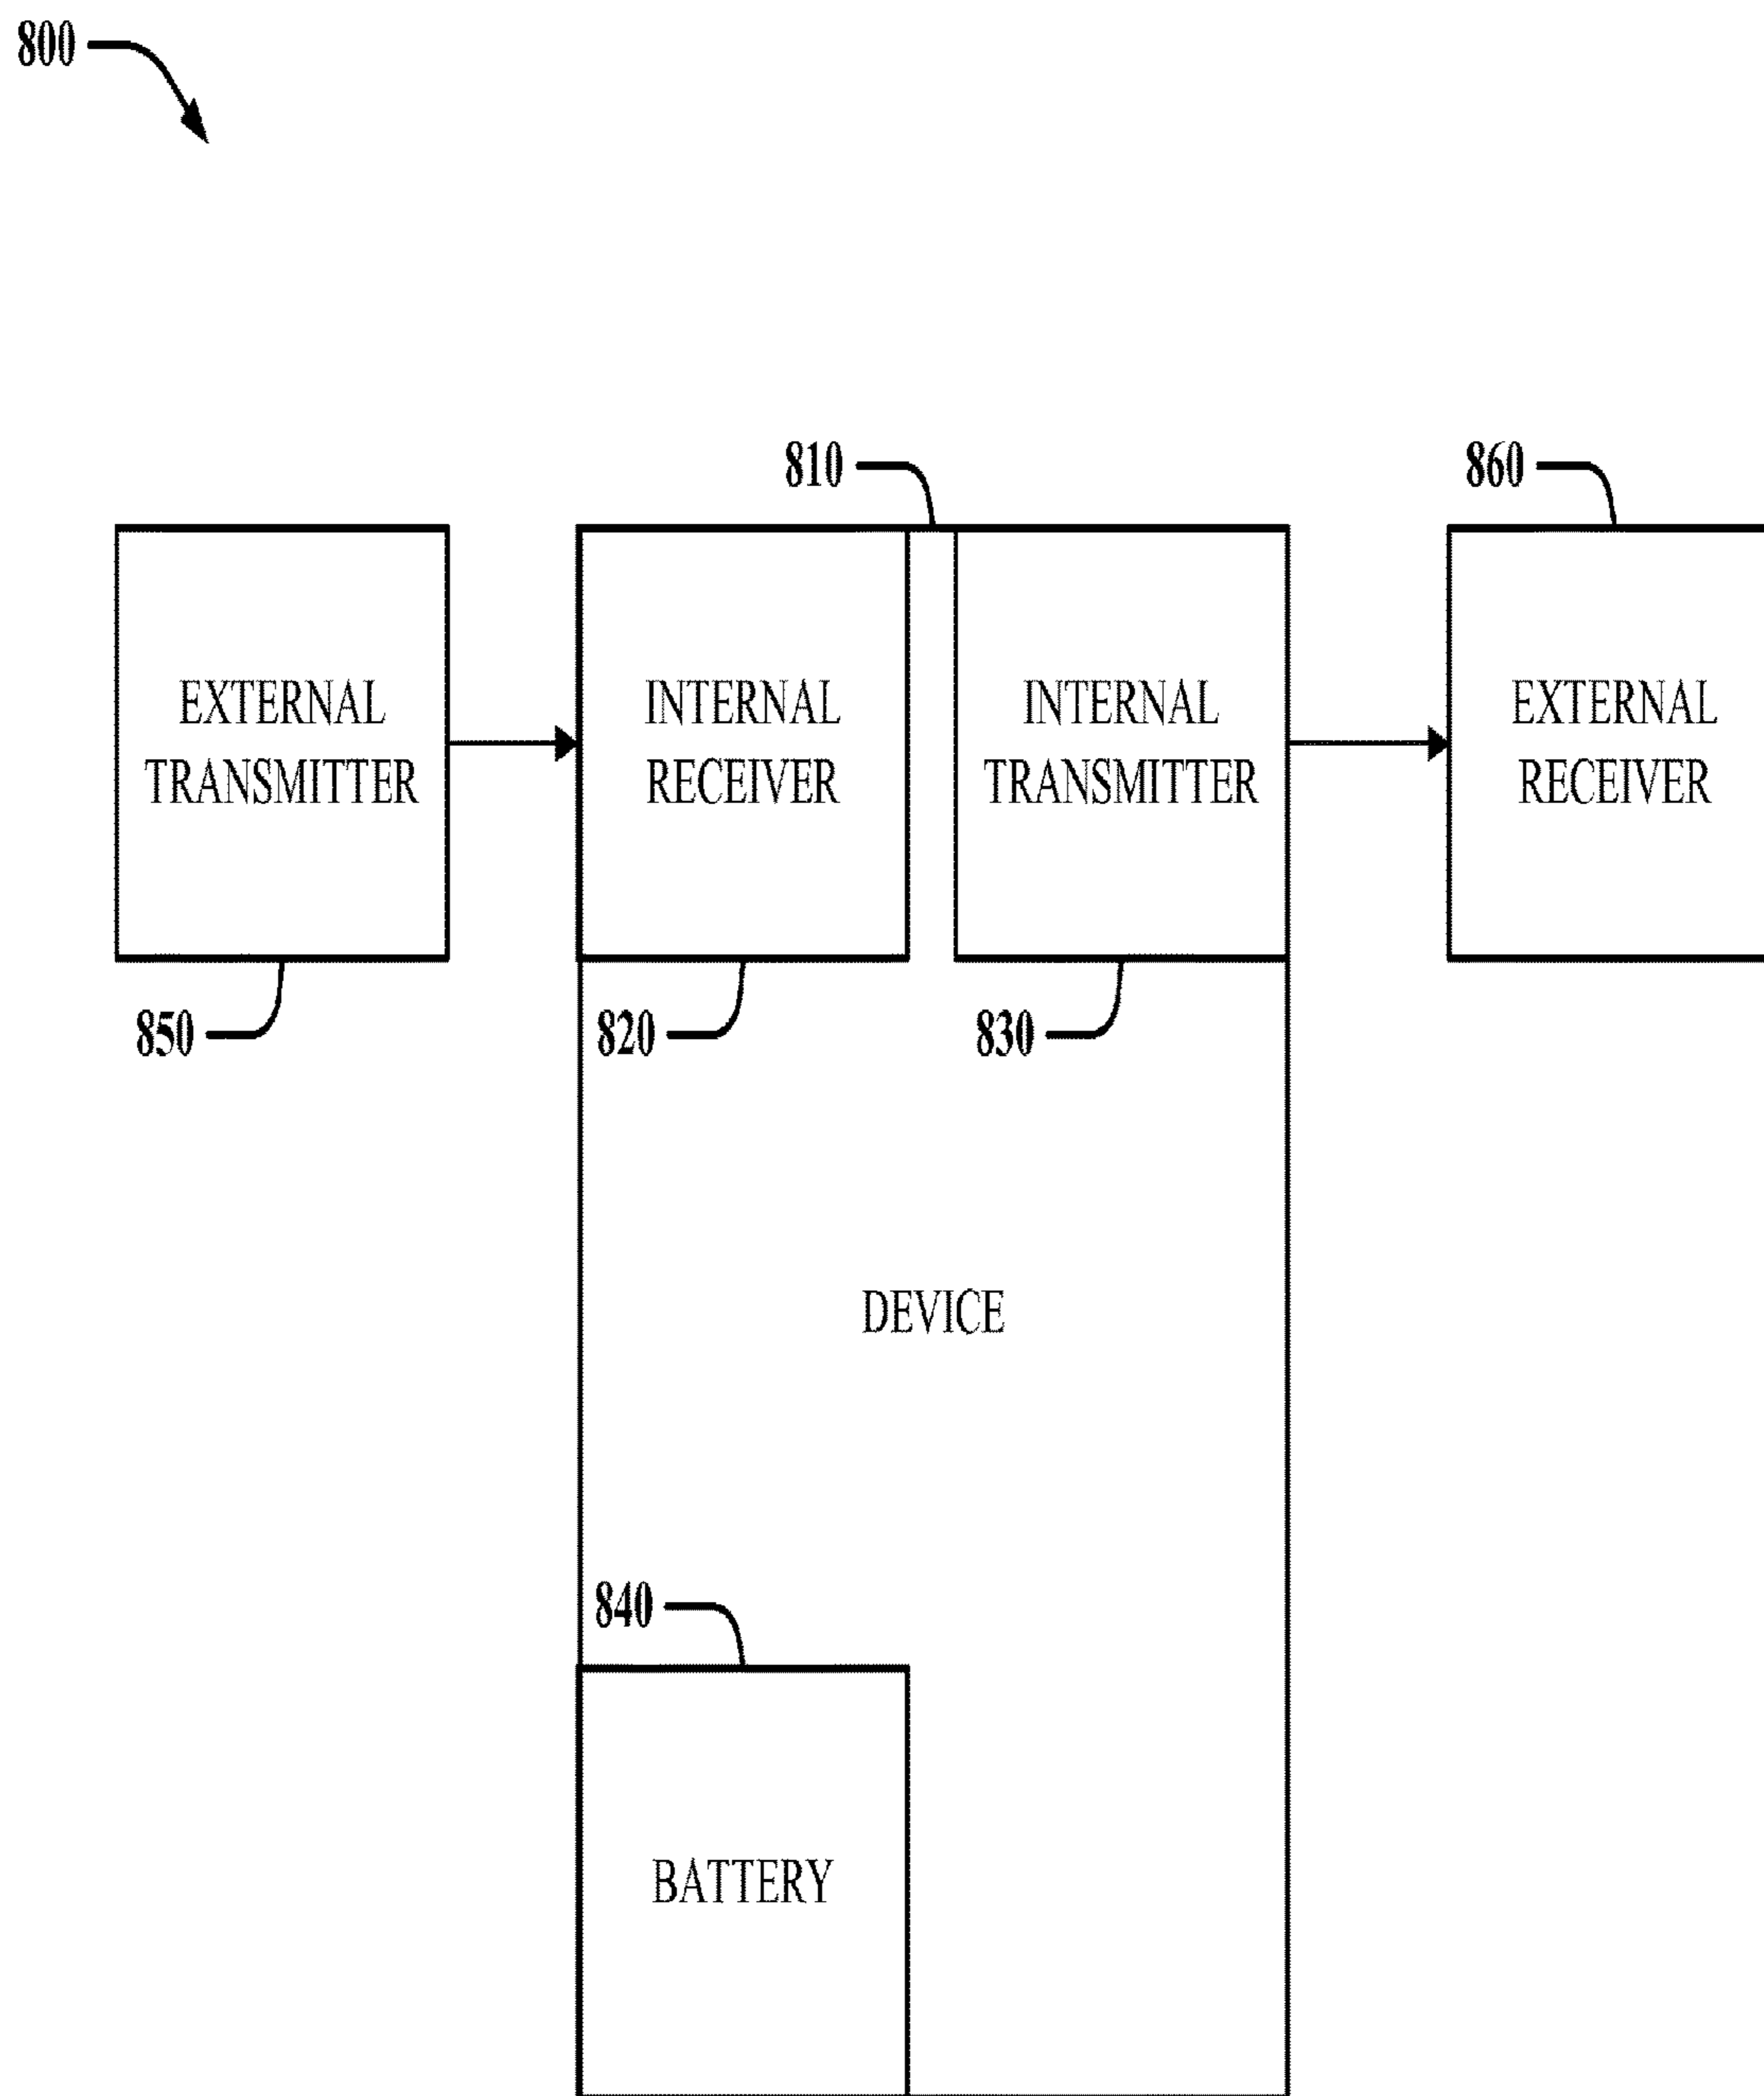 800
810
860
EXTERNAL
TRANSMITTER
INTERNAL
RECEIVER
INTERNAL
TRANSMITTER
EXTERNAL
RECEIVER
850
820
830
DEVICE
840
BATTERY